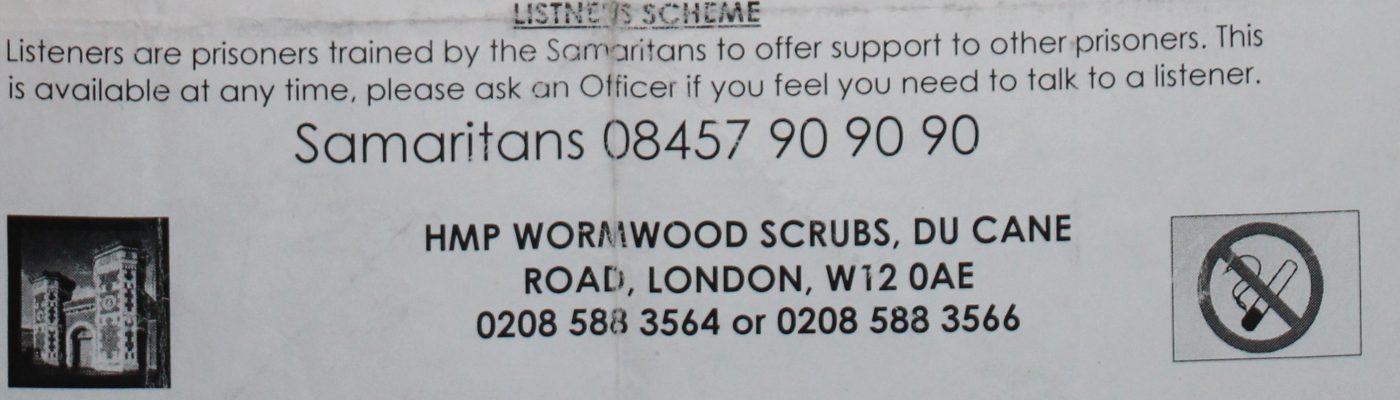 LISTNERS SCHEME
Listeners are prisoners trained by the Samaritans to offer support to other prisoners. This
is available at any time, please ask an Officer if you feel you need to talk to a listener.
Samaritans 08457 90 90 90
HMP WORMWOOD SCRUBS, DU CANE
ROAD, LONDON, W12 0AE
0208 588 3564 or 0208 588 3566